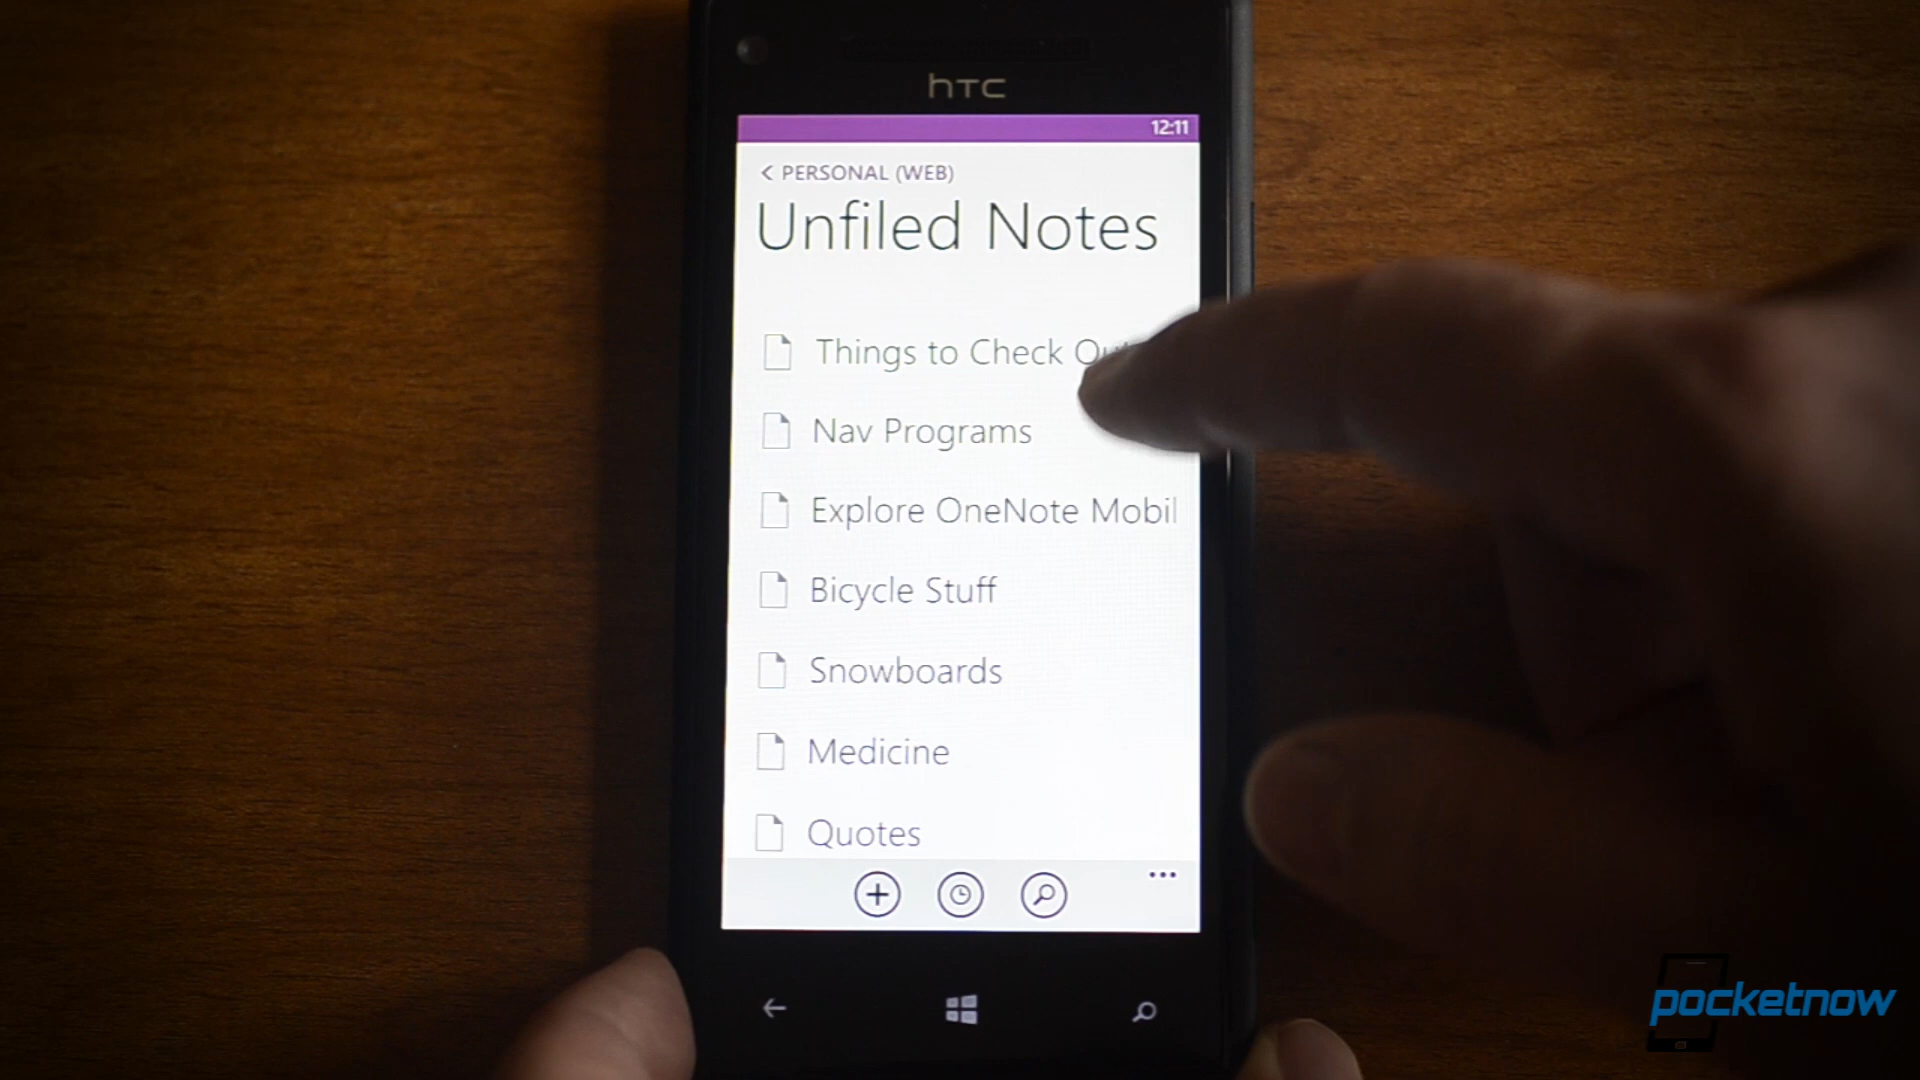 hTC
12:11
< PERSONAL (WEB)
Unfiled Notes
Things to Check Out
Nav Programs
Explore OneNote Mobil
Bicycle Stuff
Snowboards
Medicine
Quotes
pocketnow